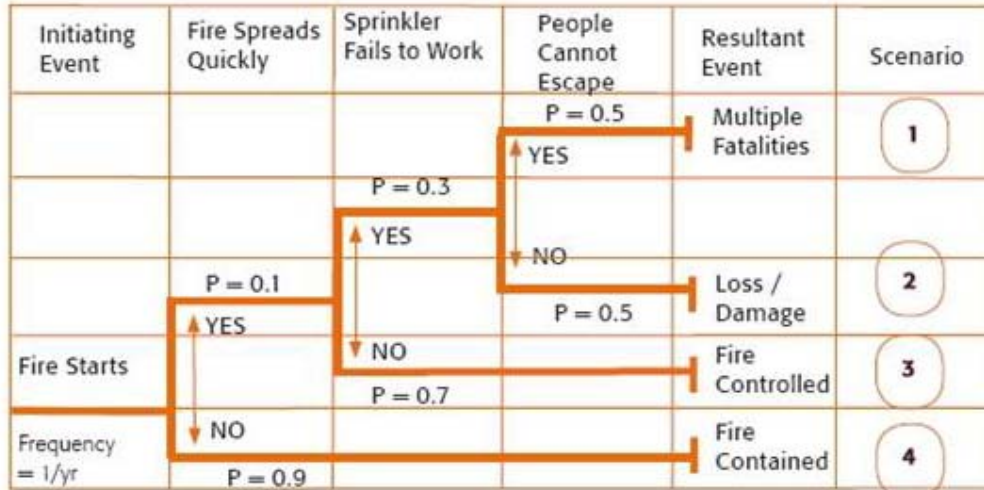 Initiating
Event
Fire Spreads
Quickly
Sprinkler
Fails to Work
People
Cannot
Escape
Resultant
Event
Scenario
P = 0.5
YES
Multiple
Fatalities
1
P = 0.3
YES
NO
P = 0.1
P = 0.5
Loss /
Damage
2
YES
Fire Starts
NO
P = 0.7
Fire
Controlled
3
Frequency
= 1/yr
NO
P = 0.9
Fire
Contained
4